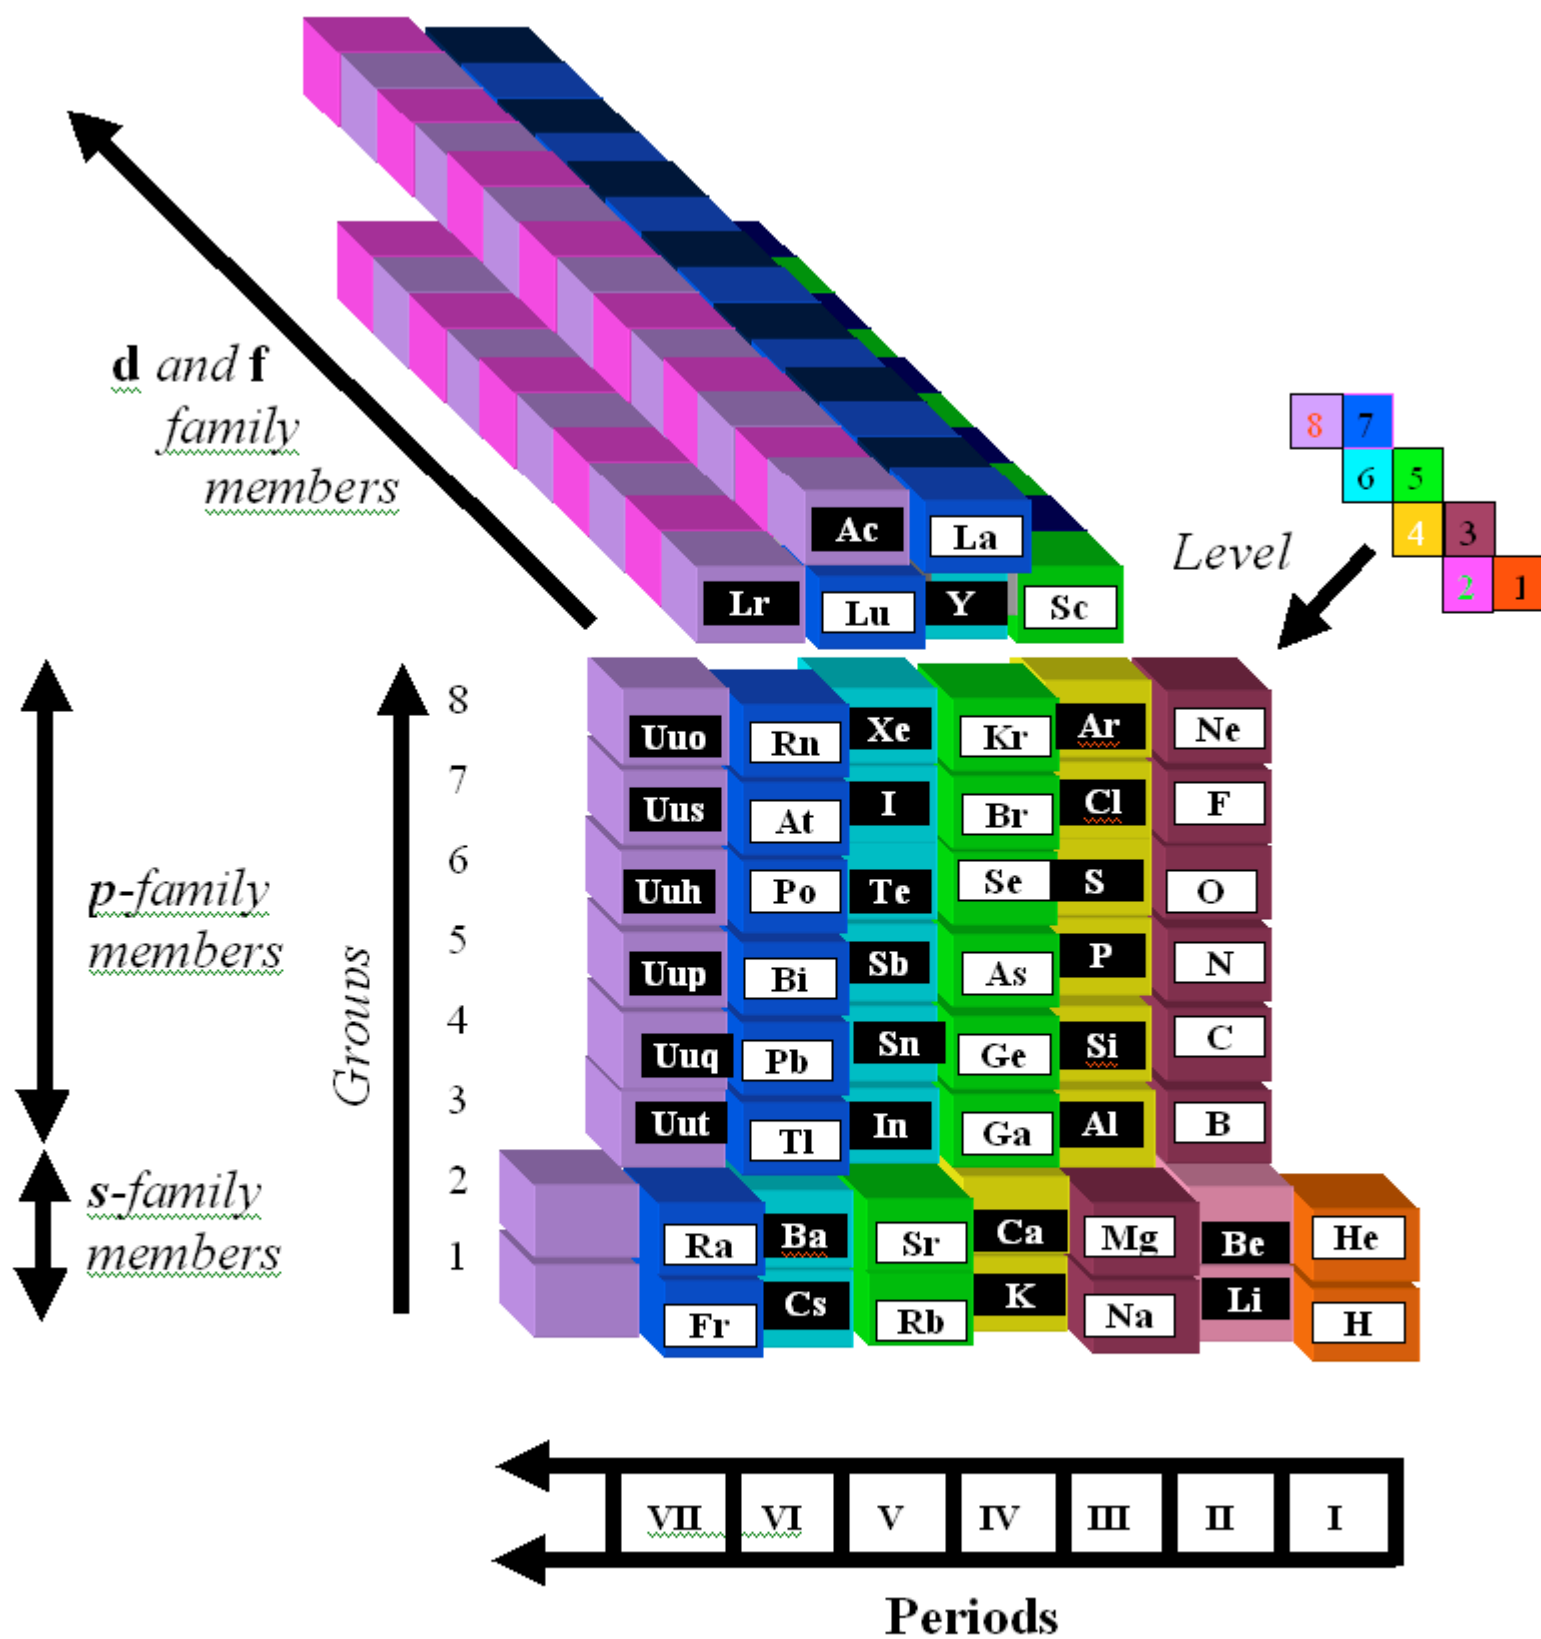 8 7
6 5
4 3
2 1
Level
d and f
family
members
Ac La
Lr Lu Y Sc
8
Uuo Rn Xe Kr Ar Ne
7
Uus At I Br Cl F
6
Uuh Po Te Se S O
p-family
members
5
Uup Bi Sb As P N
4
Uuq Pb Sn Ge Si C
3
Uut Tl In Ga Al B
Groups
s-family
members
2
Ra Ba Sr Ca Mg Be He
1
Fr Cs Rb K Na Li H
VII VI V IV III II I
Periods